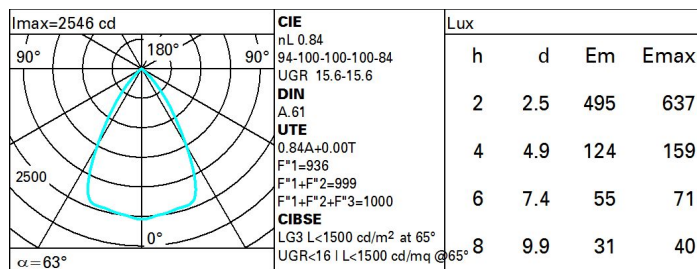 Imax=2546 cd
90° 180° 90°
2500
0°
α=63°
CIE
nL 0.84
94-100-100-100-84
UGR 15.6-15.6
DIN
A.61
UTE
0.84A+0.00T
F"1=936
F"1+F"2=999
F"1+F"2+F"3=1000
CIBSE
LG3 L<1500 cd/m² at 65°
UGR<16 | L<1500 cd/mq @65°
Lux
h d Em Emax
2 2.5 495 637
4 4.9 124 159
6 7.4 55 71
8 9.9 31 40